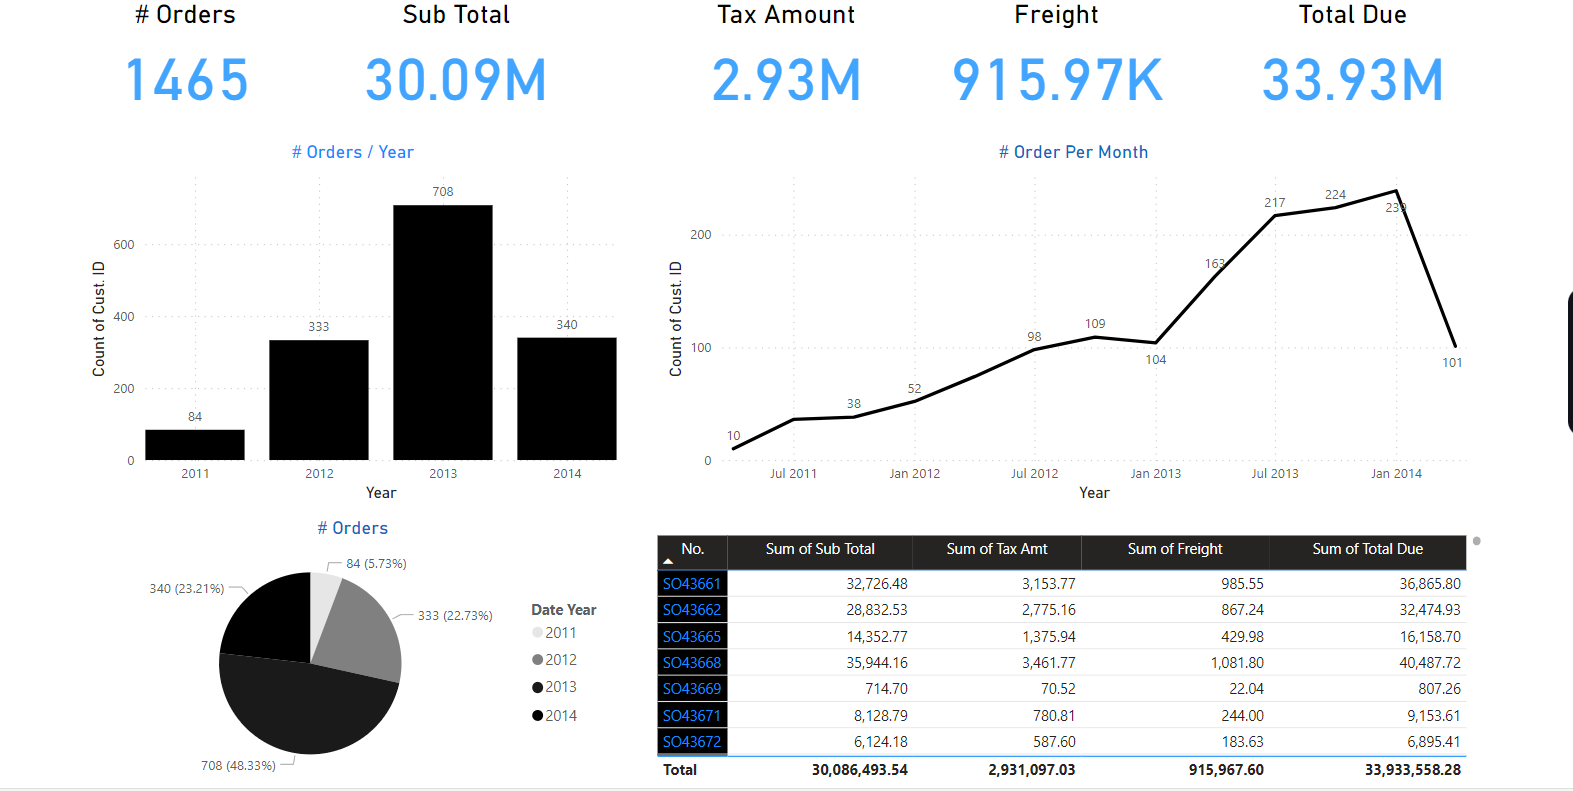 # Orders
Sub Total
Tax Amount
Freight
Total Due
1465
30.09M
2.93M
915.97K
33.93M
# Orders / Year
Count of Cust. ID
600
400
200
0
84
333
708
340
2011
2012
2013
2014
Year
# Order Per Month
Count of Cust. ID
200
100
0
10
38
52
98
109
104
163
217
224
239
101
Jul 2011
Jan 2012
Jul 2012
Jan 2013
Jul 2013
Jan 2014
Year
# Orders
84 (5.73%)
333 (22.73%)
708 (48.33%)
340 (23.21%)
Date Year
2011
2012
2013
2014
No. Sum of Sub Total Sum of Tax Amt Sum of Freight Sum of Total Due
SO43661 32,726.48 3,153.77 985.55 36,865.80
SO43662 28,832.53 2,775.16 867.24 32,474.93
SO43665 14,352.77 1,375.94 429.98 16,158.70
SO43668 35,944.16 3,461.77 1,081.80 40,487.72
SO43669 714.70 70.52 22.04 807.26
SO43671 8,128.79 780.81 244.00 9,153.61
SO43672 6,124.18 587.60 183.63 6,895.41
Total 30,086,493.54 2,931,097.03 915,967.60 33,933,558.28